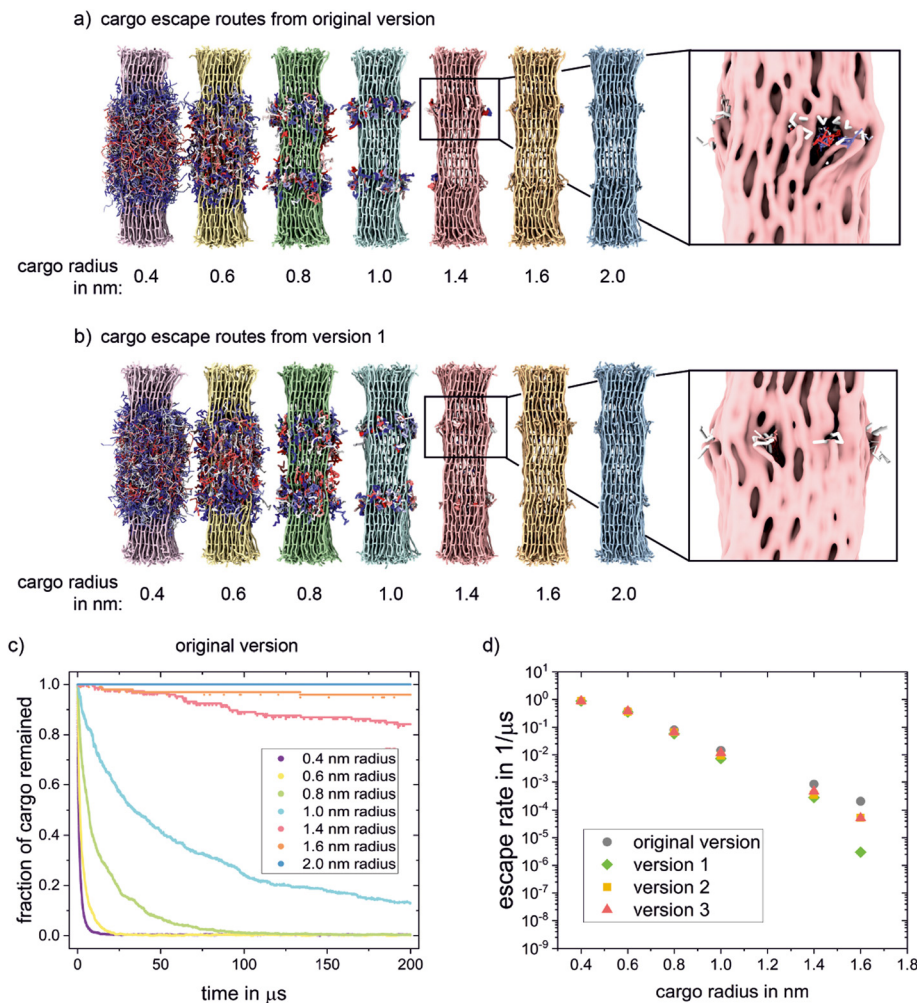 a) cargo escape routes from original version
cargo radius
in nm:
0.4 0.6 0.8 1.0 1.4 1.6 2.0
b) cargo escape routes from version 1
cargo radius
in nm:
0.4 0.6 0.8 1.0 1.4 1.6 2.0
c) original version
fraction of cargo remained
1.0
0.8
0.6
0.4
0.2
0.0
0.4 nm radius
0.6 nm radius
0.8 nm radius
1.0 nm radius
1.4 nm radius
1.6 nm radius
2.0 nm radius
0 50 100 150 200
time in μs
d)
escape rate in 1/μs
10¹
10⁰
10⁻¹
10⁻²
10⁻³
10⁻⁴
10⁻⁵
10⁻⁶
10⁻⁷
10⁻⁸
10⁻⁹
original version
version 1
version 2
version 3
0.4 0.6 0.8 1.0 1.2 1.4 1.6 1.8
cargo radius in nm